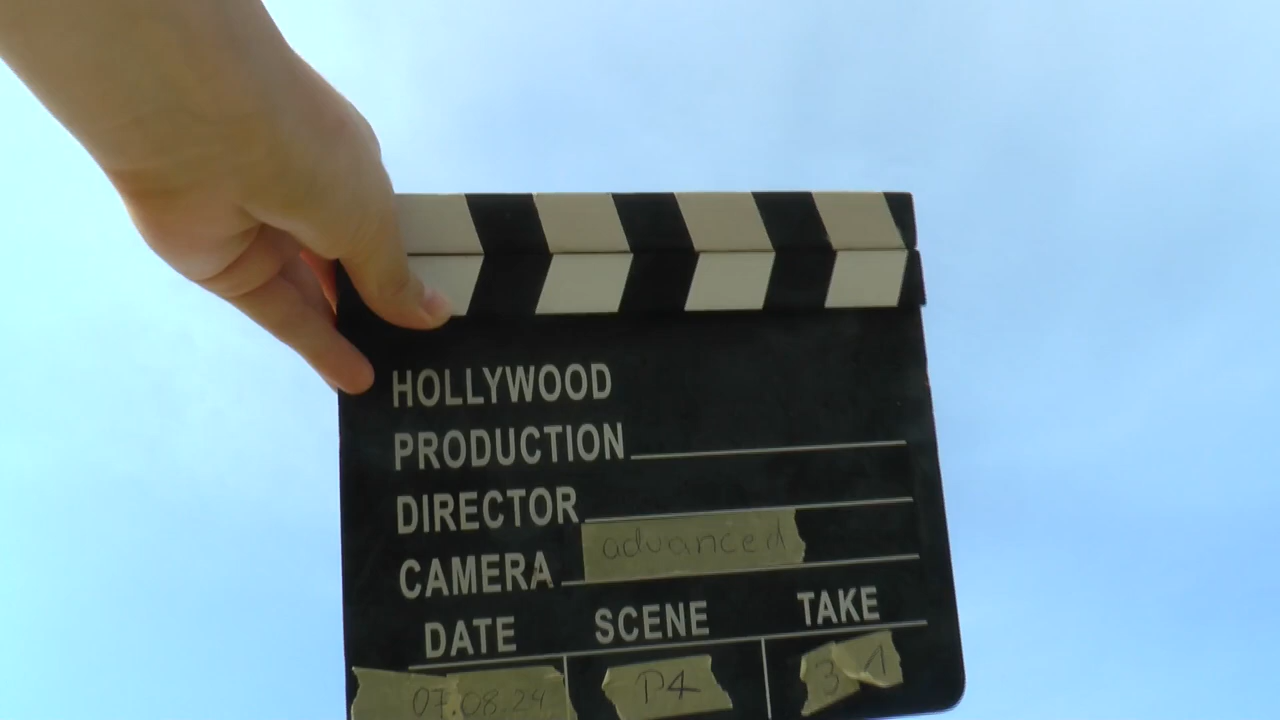 HOLLYWOOD
PRODUCTION
DIRECTOR
CAMERA advanced
DATE SCENE TAKE
07.08.24 P4 3 1